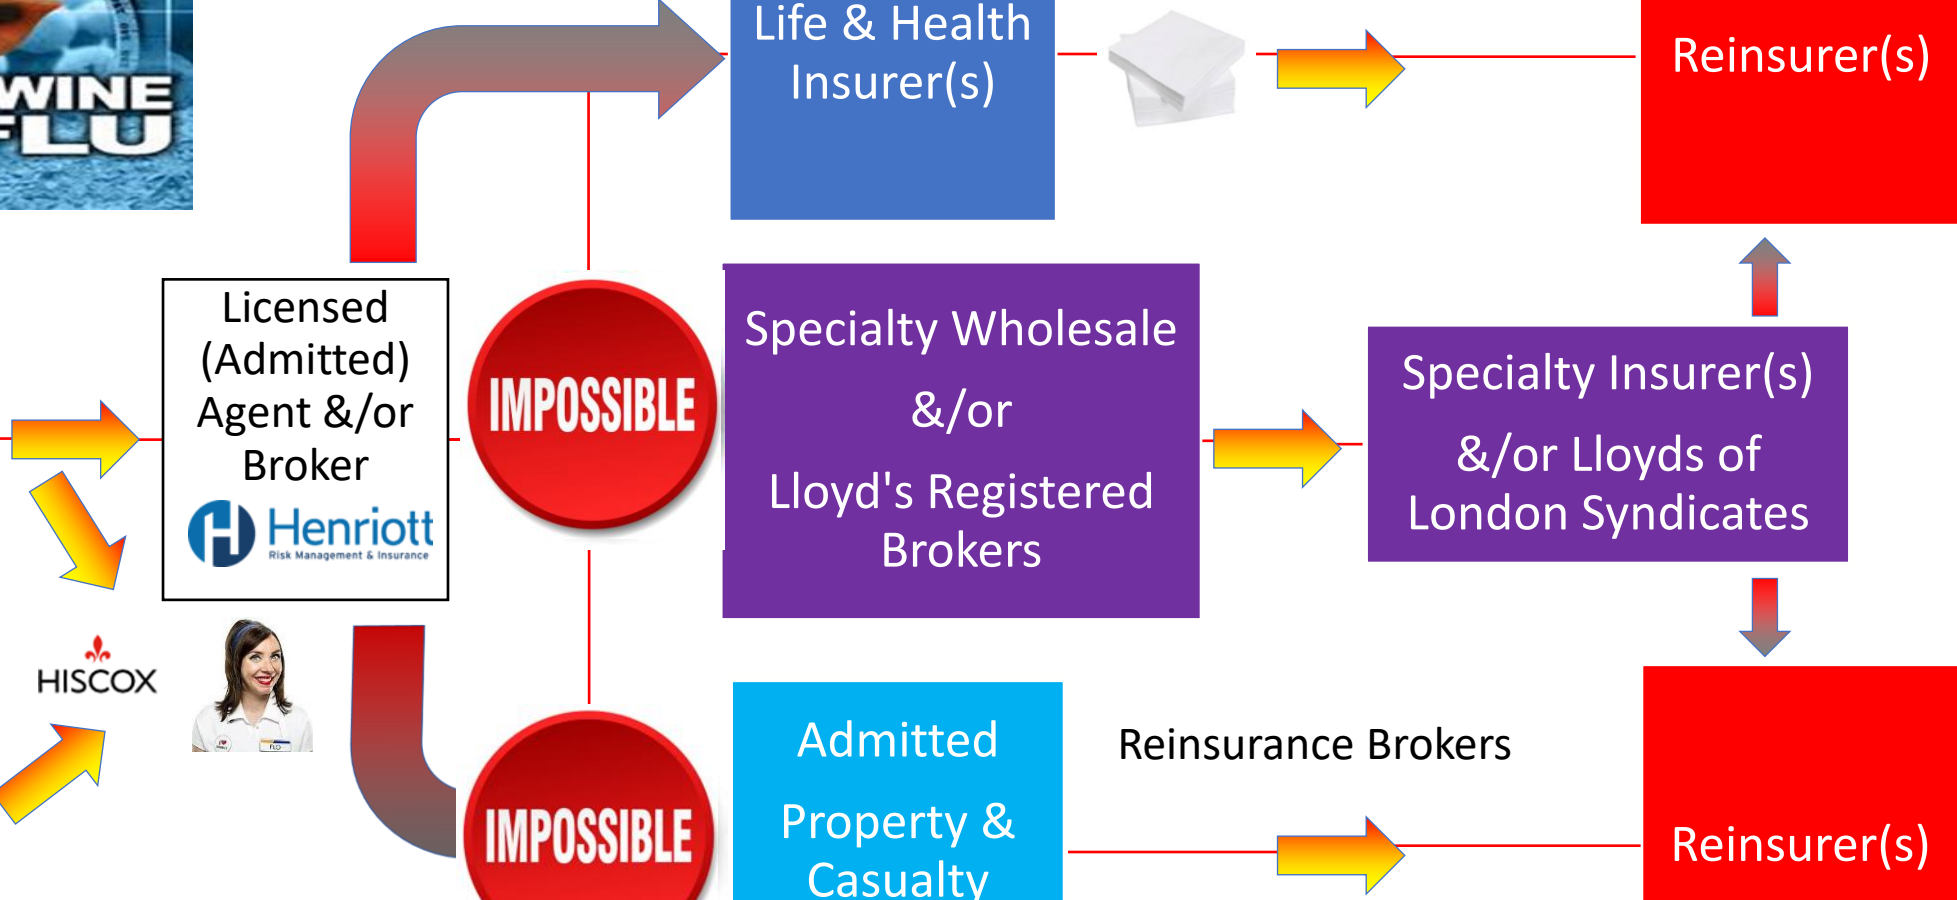 WINE
FLU
Life & Health
Insurer(s)
Reinsurer(s)
Licensed
(Admitted)
Agent &/or
Broker
Henriott
Risk Management & Insurance
IMPOSSIBLE
Specialty Wholesale
&/or
Lloyd's Registered
Brokers
Specialty Insurer(s)
&/or Lloyds of
London Syndicates
HISCOX
FLO
IMPOSSIBLE
Admitted
Property &
Casualty
Reinsurance Brokers
Reinsurer(s)